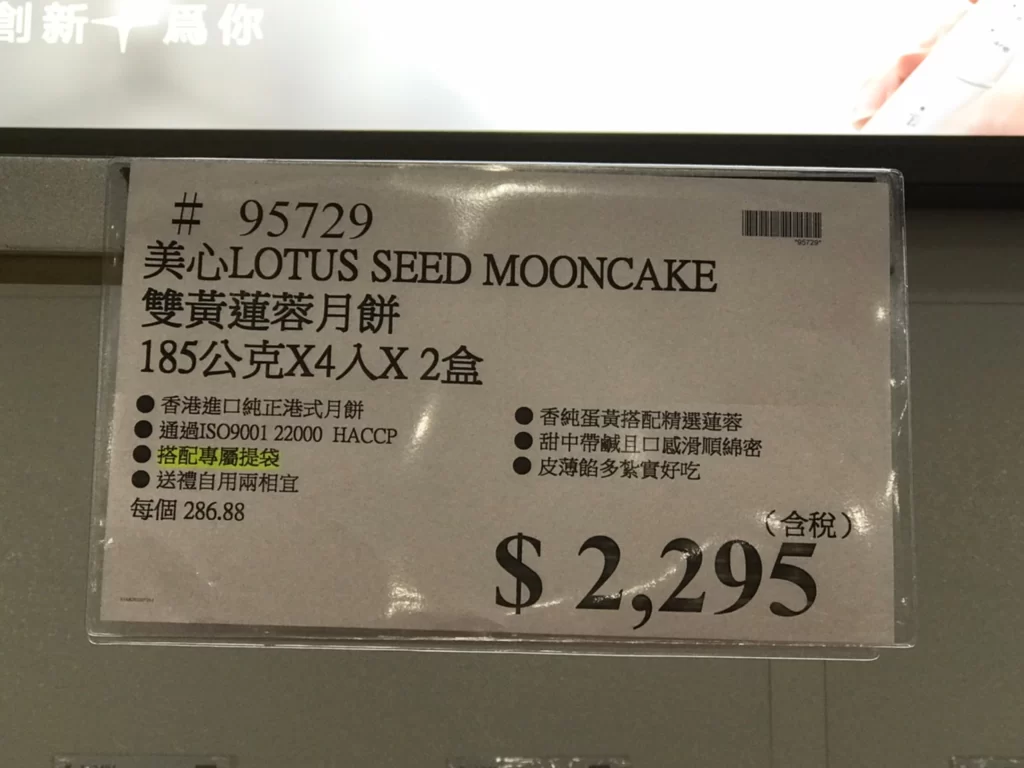 創新 為你
# 95729
*95729*
美心LOTUS SEED MOONCAKE
雙黃蓮蓉月餅
185公克X4入X 2盒
● 香港進口純正港式月餅
● 通過ISO9001 22000 HACCP
● 搭配專屬提袋
● 送禮自用兩相宜
每個 286.88
● 香純蛋黃搭配精選蓮蓉
● 甜中帶鹹且口感滑順綿密
● 皮薄餡多紮實好吃
（含稅）
$ 2,295